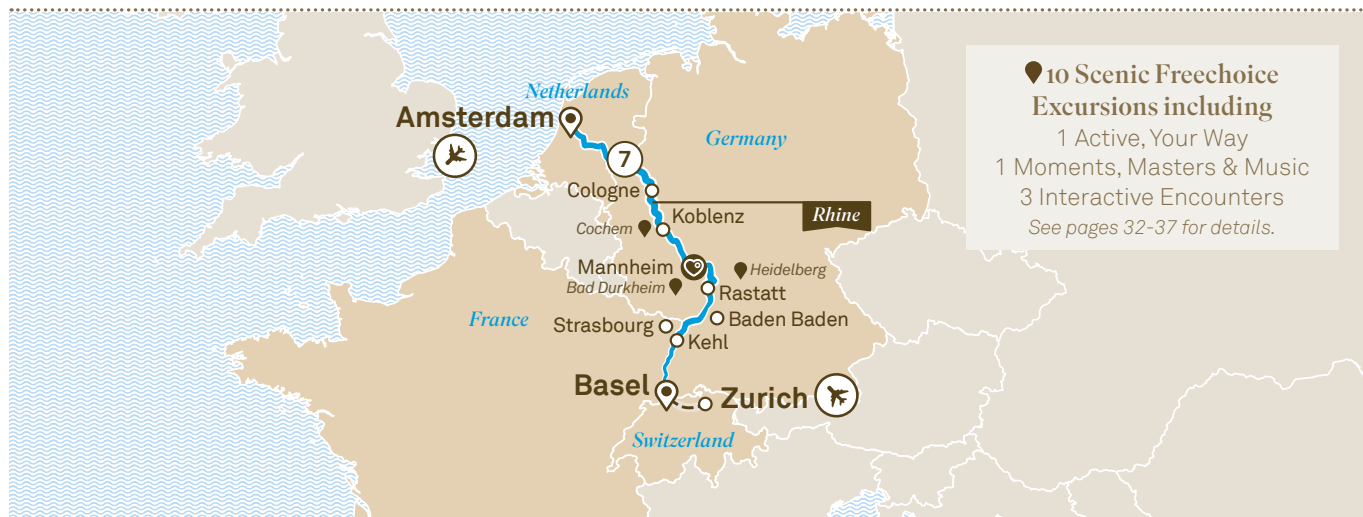 Netherlands
Amsterdam
Germany
7
Cologne
Rhine
Koblenz
Cochem
Mannheim
Heidelberg
Bad Durkheim
Rastatt
France
Strasbourg
Baden Baden
Kehl
Basel
Zurich
Switzerland
10 Scenic Freechoice
Excursions including
1 Active, Your Way
1 Moments, Masters & Music
3 Interactive Encounters
See pages 32-37 for details.